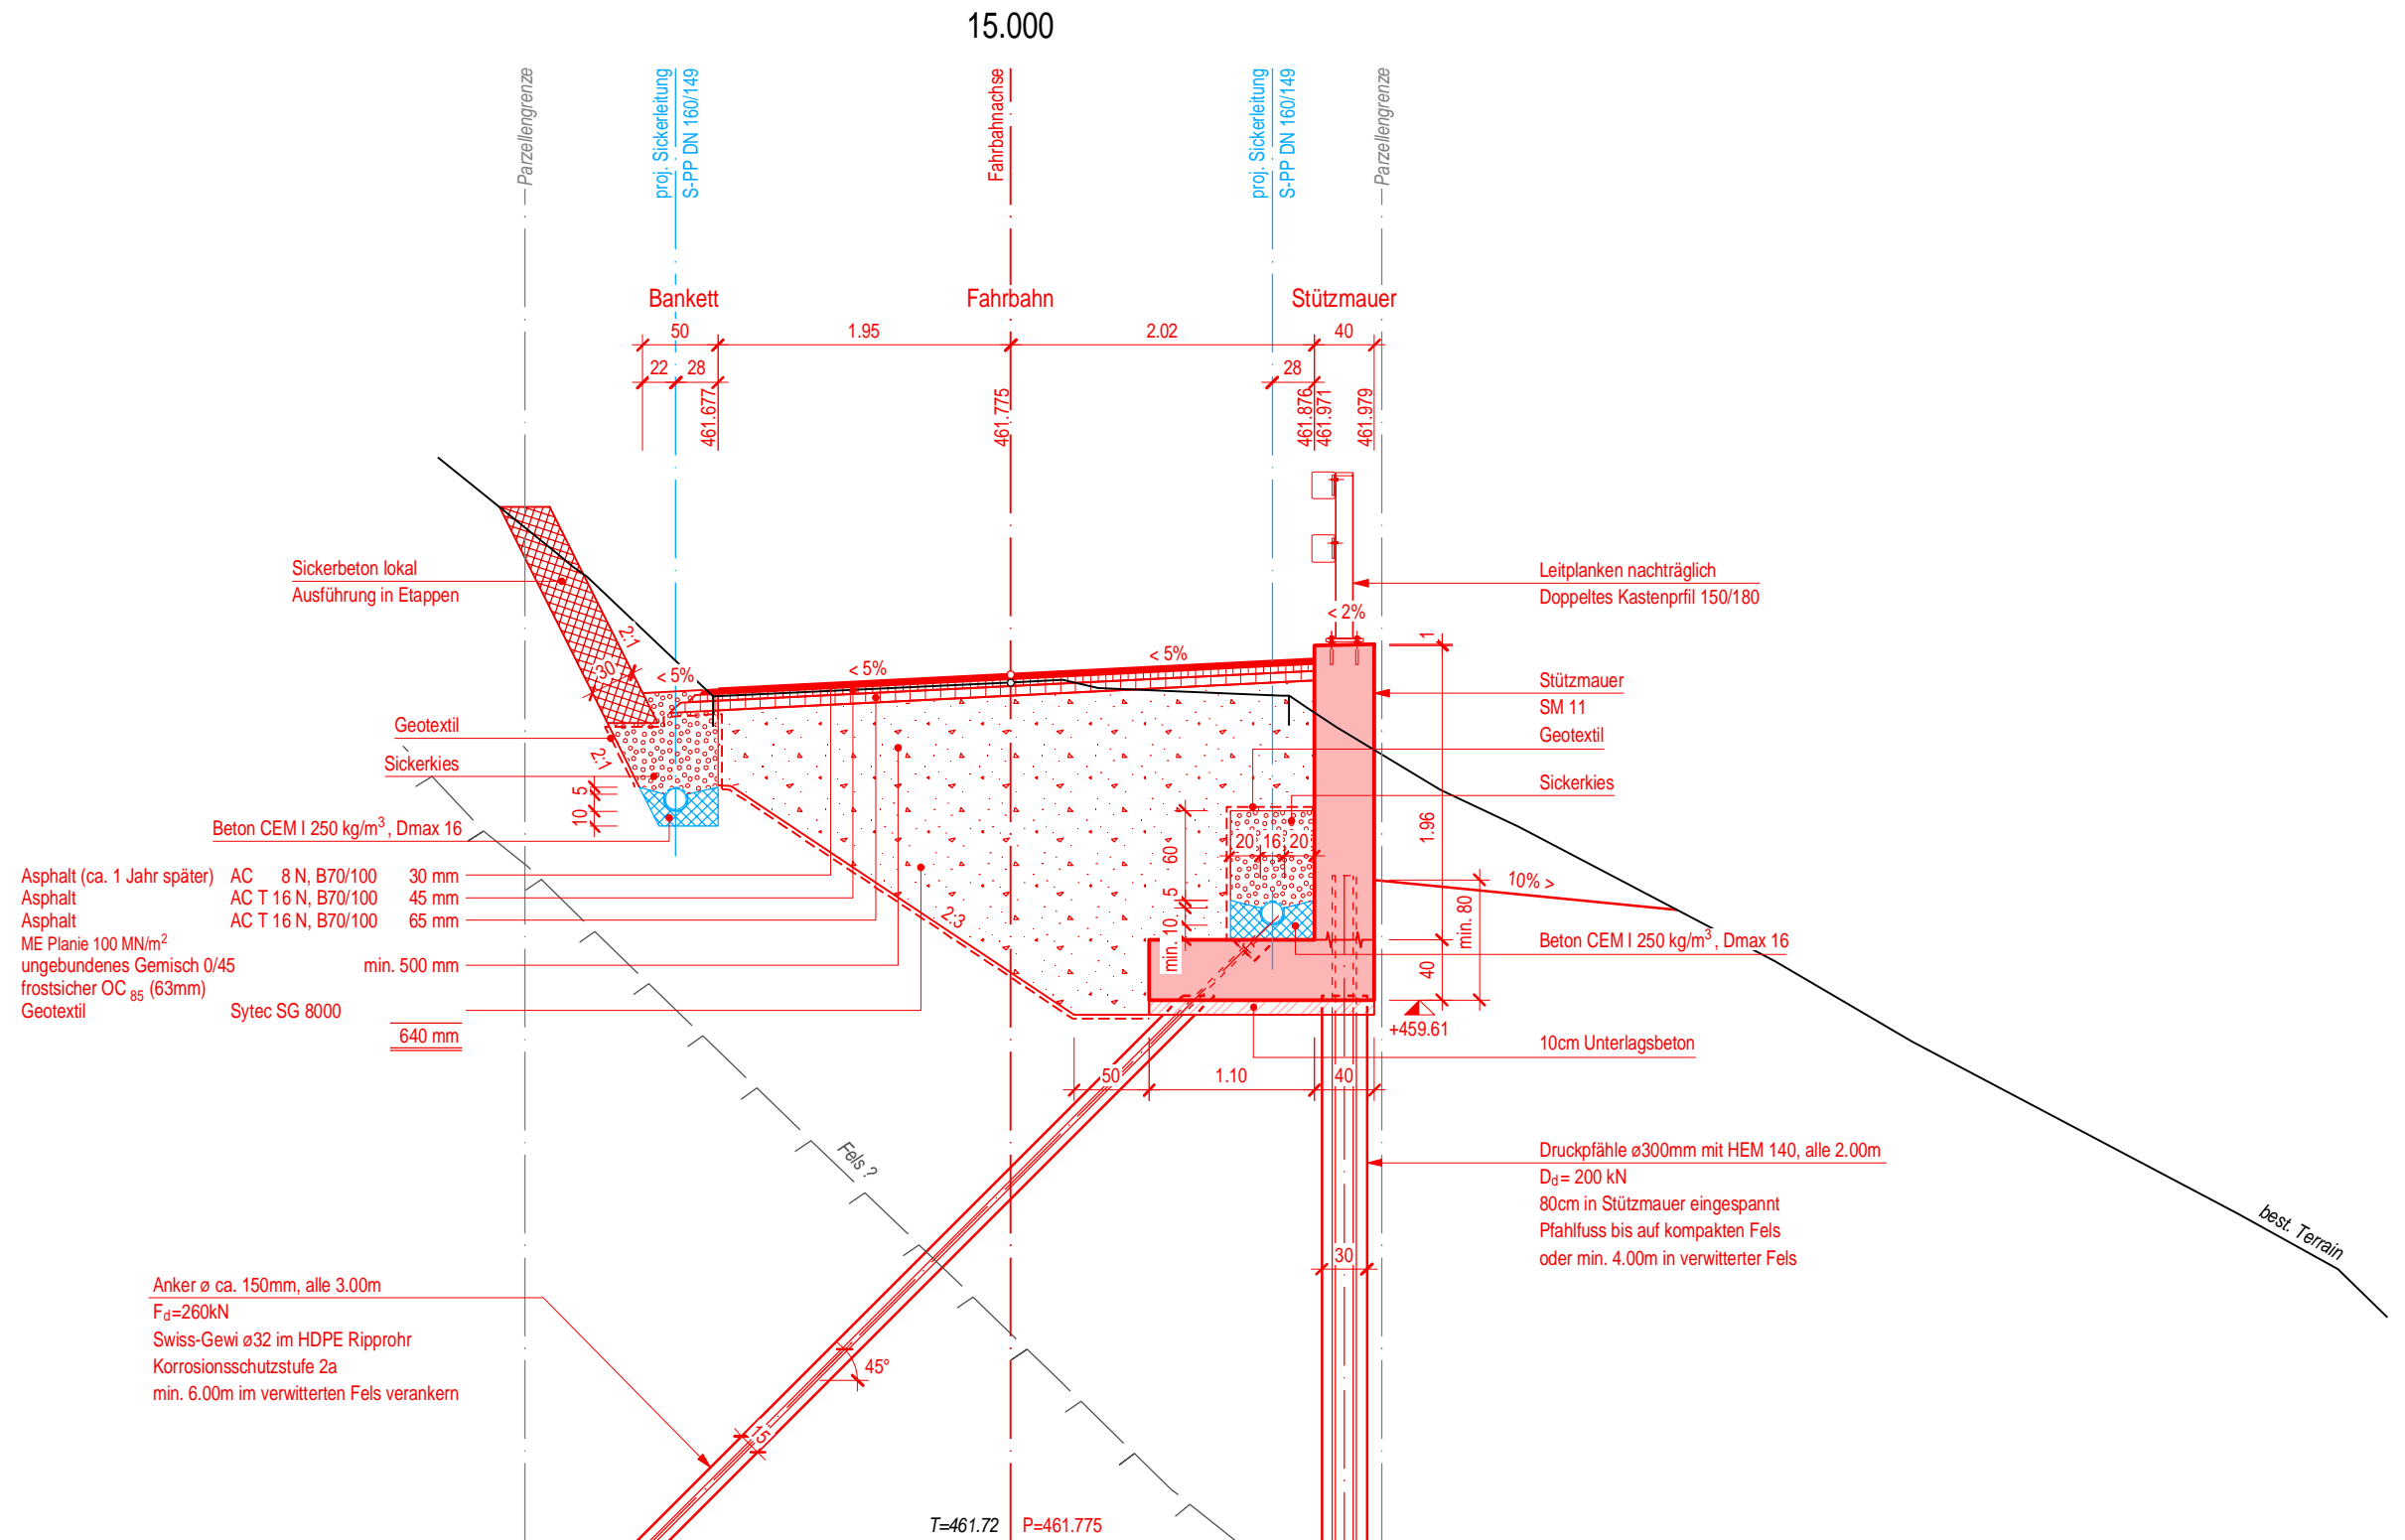 15.000
Parzellengrenze
proj. Sickerleitung
S-PP DN 160/149
Fahrbahnachse
proj. Sickerleitung
S-PP DN 160/149
Parzellengrenze
Bankett
Fahrbahn
Stützmauer
50
1.95
2.02
40
22
28
28
461.677
461.775
461.876
461.971
461.979
Sickerbeton lokal
Ausführung in Etappen
Leitplanken nachträglich
Doppeltes Kastenprfil 150/180
< 2%
2:1
30
< 5%
< 5%
< 5%
1
Stützmauer
SM 11
Geotextil
Geotextil
Sickerkies
2:1
Sickerkies
5
10
Beton CEM I 250 kg/m³, Dmax 16
60
20
16
20
1.96
5
min. 10
10% >
min. 80
Asphalt (ca. 1 Jahr später) AC 8 N, B70/100 30 mm
Asphalt AC T 16 N, B70/100 45 mm
Asphalt AC T 16 N, B70/100 65 mm
ME Planie 100 MN/m²
ungebundenes Gemisch 0/45 min. 500 mm
frostsicher OC 85 (63mm)
Geotextil Sytec SG 8000
640 mm
2:3
Beton CEM I 250 kg/m³, Dmax 16
40
+459.61
10cm Unterlagsbeton
50
1.10
40
Fels ?
Druckpfähle ø300mm mit HEM 140, alle 2.00m
Dd= 200 kN
80cm in Stützmauer eingespannt
Pfahlfuss bis auf kompakten Fels
oder min. 4.00m in verwitterter Fels
30
best. Terrain
Anker ø ca. 150mm, alle 3.00m
Fd=260kN
Swiss-Gewi ø32 im HDPE Ripprohr
Korrosionsschutzstufe 2a
min. 6.00m im verwitterten Fels verankern
45°
15
T=461.72
P=461.775